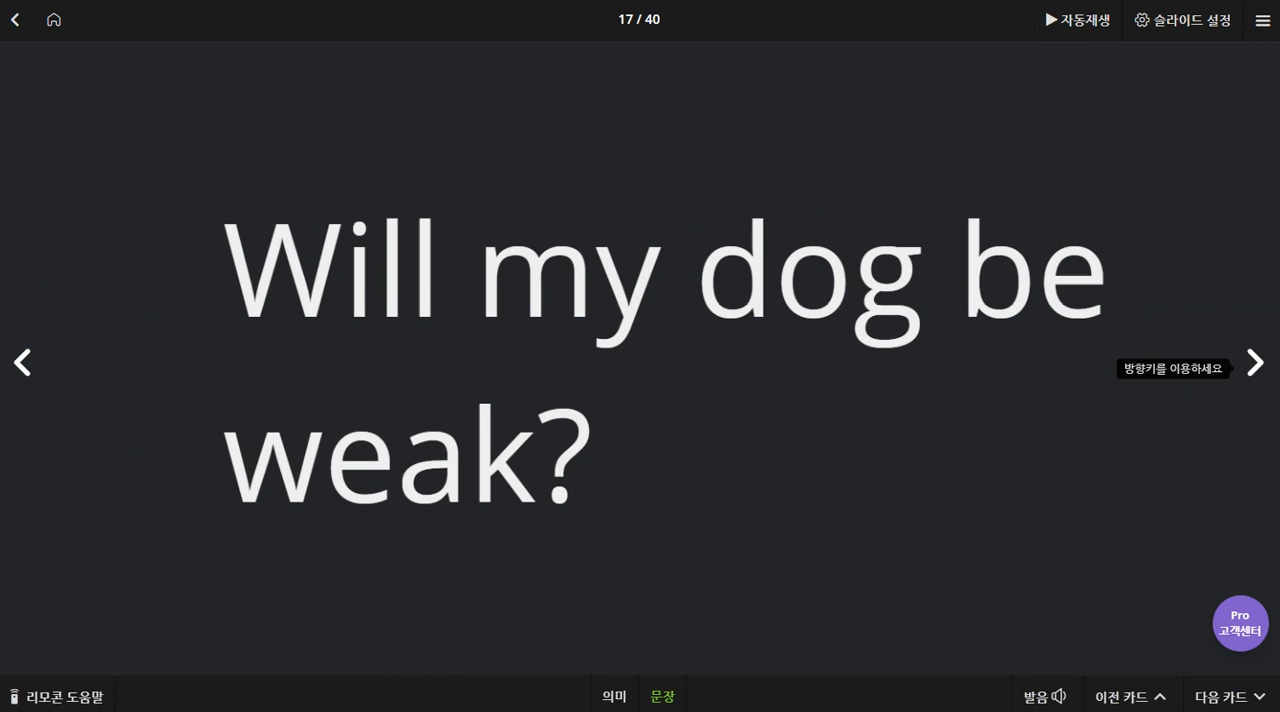 17 / 40
자동재생
슬라이드 설정
Will my dog be
weak?
방향키를 이용하세요
Pro
고객센터
리모콘 도움말
의미
문장
발음
이전 카드
다음 카드